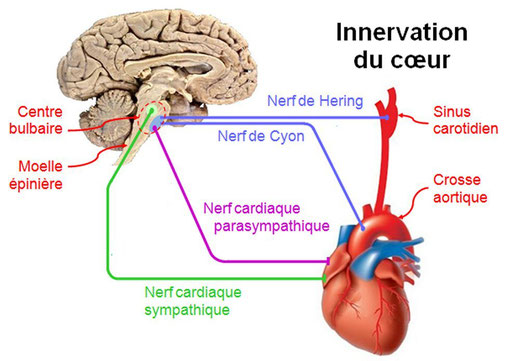 Innervation
du cœur
Nerf de Hering
Centre
bulbaire
Sinus
carotidien
Nerf de Cyon
Moelle
épinière
Crosse
aortique
Nerf cardiaque
parasympathique
Nerf cardiaque
sympathique